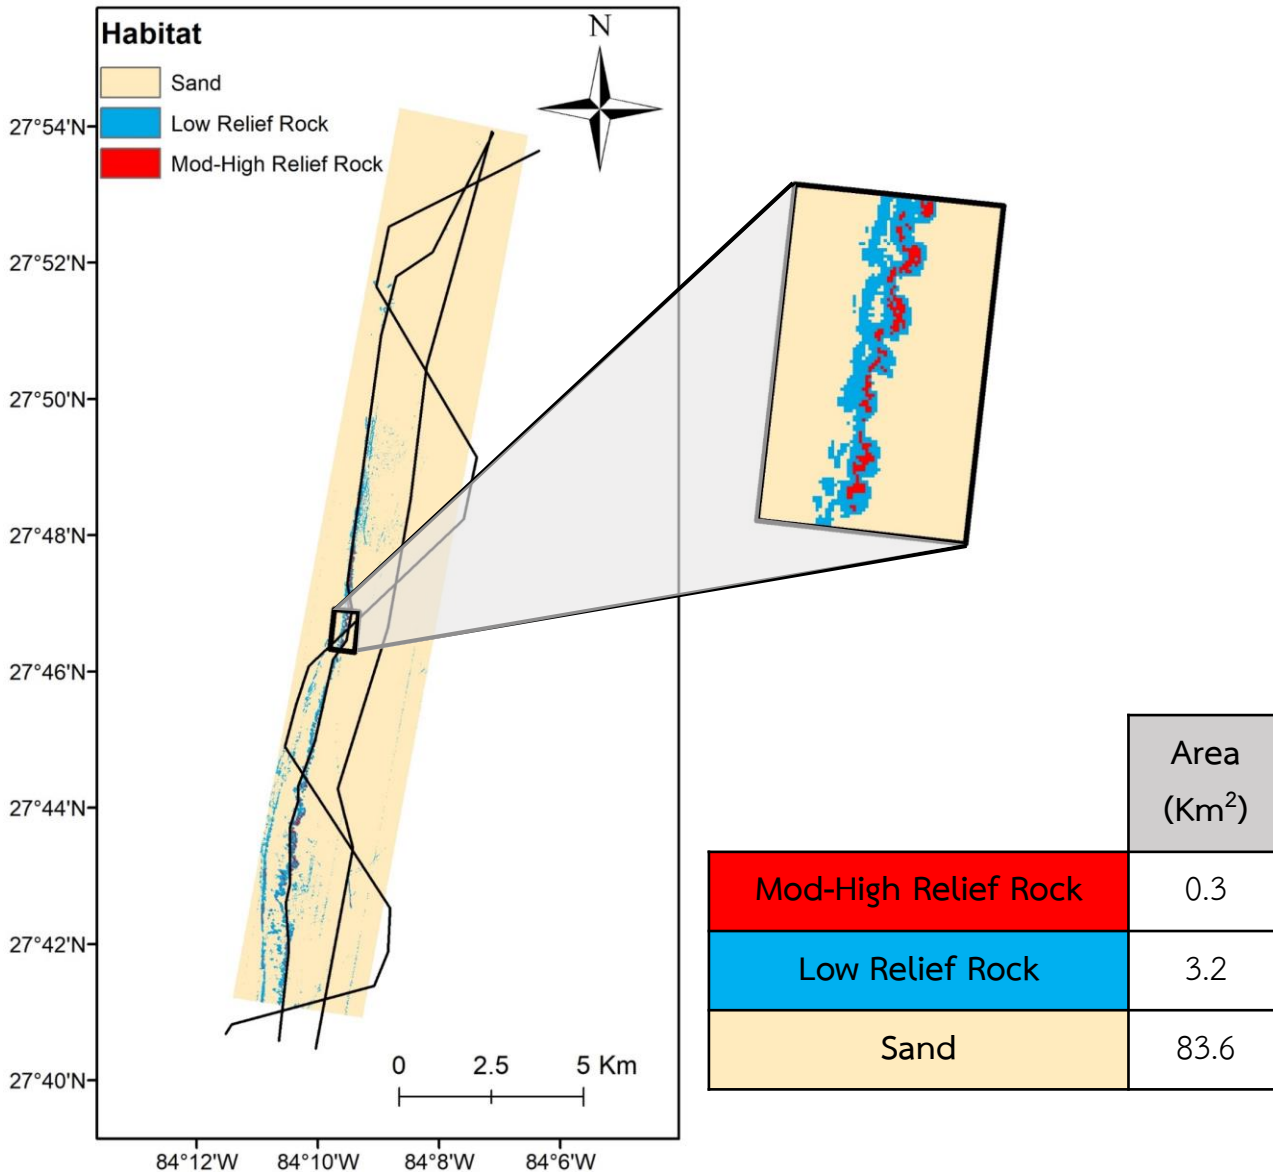 Habitat
Sand
Low Relief Rock
Mod-High Relief Rock
N
27°54'N
27°52'N
27°50'N
27°48'N
27°46'N
27°44'N
27°42'N
27°40'N
0 2.5 5 Km
84°12'W 84°10'W 84°8'W 84°6'W
Area
(Km²)
Mod-High Relief Rock 0.3
Low Relief Rock 3.2
Sand 83.6